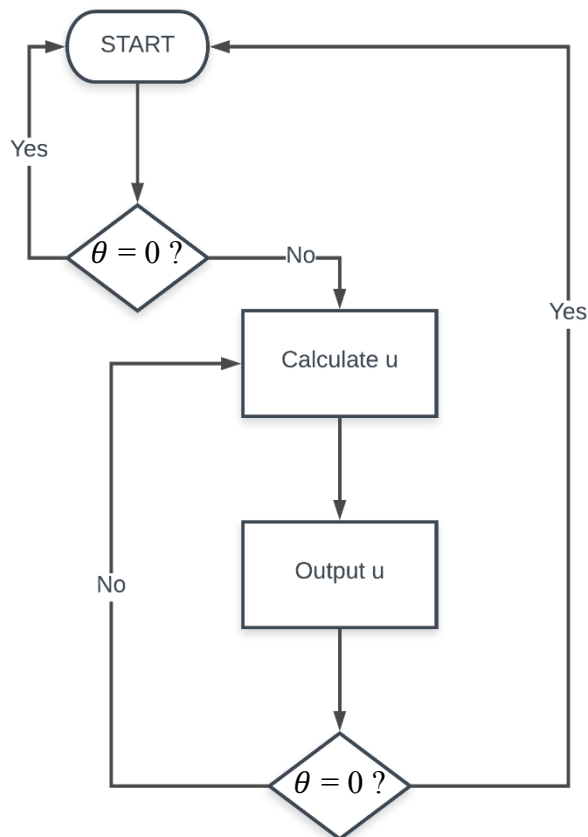 START
Yes
θ = 0 ?
No
Yes
Calculate u
Output u
No
θ = 0 ?